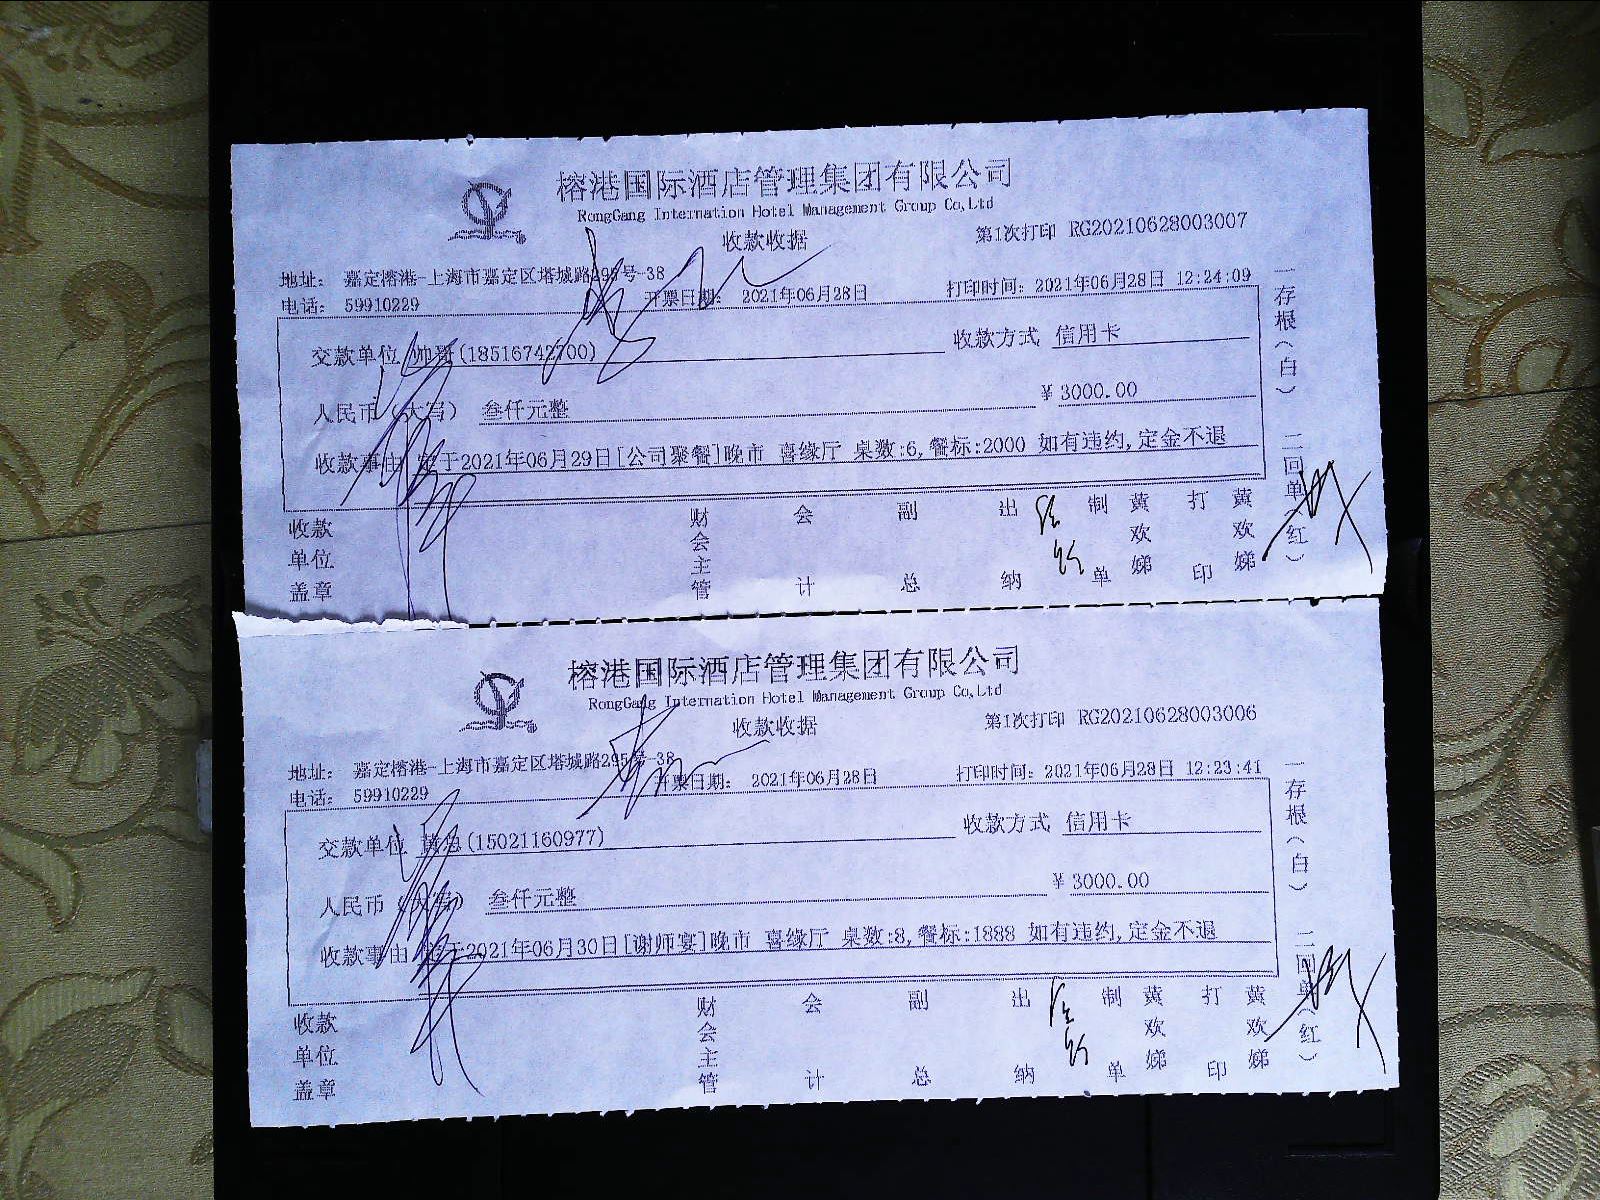 榕港国际酒店管理集团有限公司
RongGang Internation Hotel Management Group Co,Ltd
收款收据
第1次打印 RG20210628003007
地址： 嘉定榕港-上海市嘉定区塔城路295号-38
电话： 59910229
开票日期： 2021年06月28日
打印时间：2021年06月28日 12:24:09
交款单位 帅哥(18516742700)
收款方式 信用卡
人民币（大写） 叁仟元整
￥ 3000.00
收款事由 定于2021年06月29日[公司聚餐]晚市 喜缘厅 桌数:6,餐标:2000 如有违约,定金不退
收款单位盖章
财会主管
会计
副总
出纳
制单
黄欢娣
打印
黄欢娣
一存根（白） 二回单（红）
榕港国际酒店管理集团有限公司
RongGang Internation Hotel Management Group Co,Ltd
收款收据
第1次打印 RG20210628003006
地址： 嘉定榕港-上海市嘉定区塔城路295号-38
电话： 59910229
开票日期： 2021年06月28日
打印时间：2021年06月28日 12:23:41
交款单位 (15021160977)
收款方式 信用卡
人民币（大写） 叁仟元整
￥ 3000.00
收款事由 定于2021年06月30日[谢师宴]晚市 喜缘厅 桌数:8,餐标:1888 如有违约,定金不退
收款单位盖章
财会主管
会计
副总
出纳
制单
黄欢娣
打印
黄欢娣
一存根（白） 二回单（红）